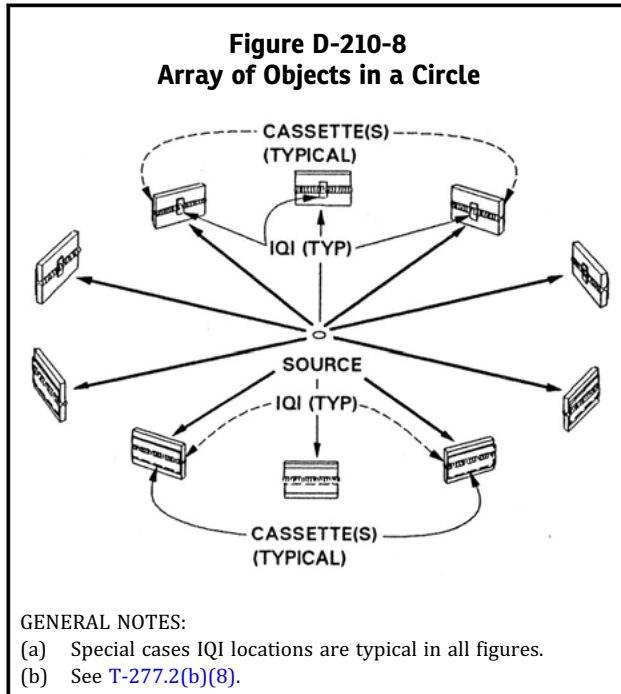 Figure D-210-8
Array of Objects in a Circle
CASSETTE(S)
(TYPICAL)
IQI (TYP)
SOURCE
IQI (TYP)
CASSETTE(S)
(TYPICAL)
GENERAL NOTES:
(a) Special cases IQI locations are typical in all figures.
(b) See T-277.2(b)(8).